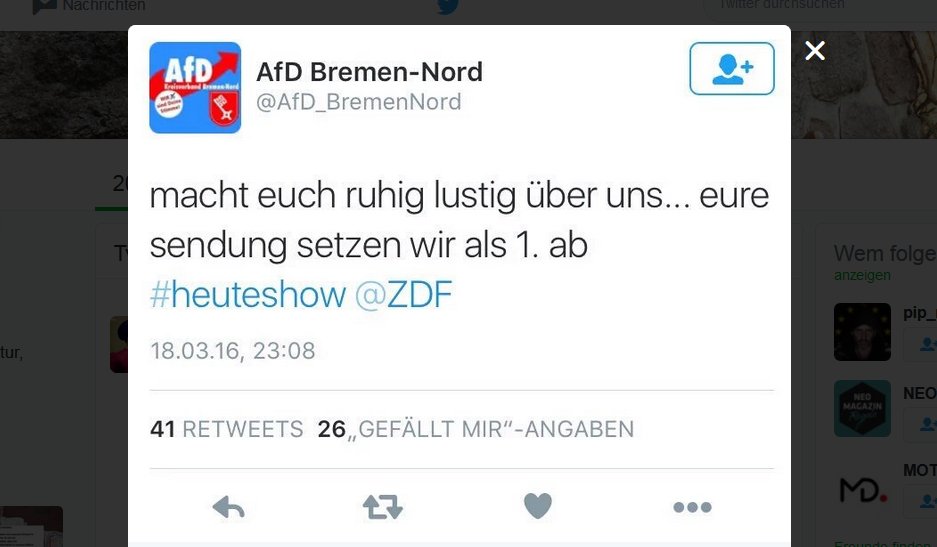 Nachrichten
Twitter durchsuchen
AfD Bremen-Nord
@AfD_BremenNord
AfD
Kreisverband Bremen-Nord
macht euch ruhig lustig über uns... eure
sendung setzen wir als 1. ab
#heuteshow @ZDF
18.03.16, 23:08
41 RETWEETS 26 „GEFÄLLT MIR“-ANGABEN
20
Tw
tur,
Wem folge
anzeigen
pip_
NEO
NEO
MAGAZIN
MOT
MD.
Freunde finden